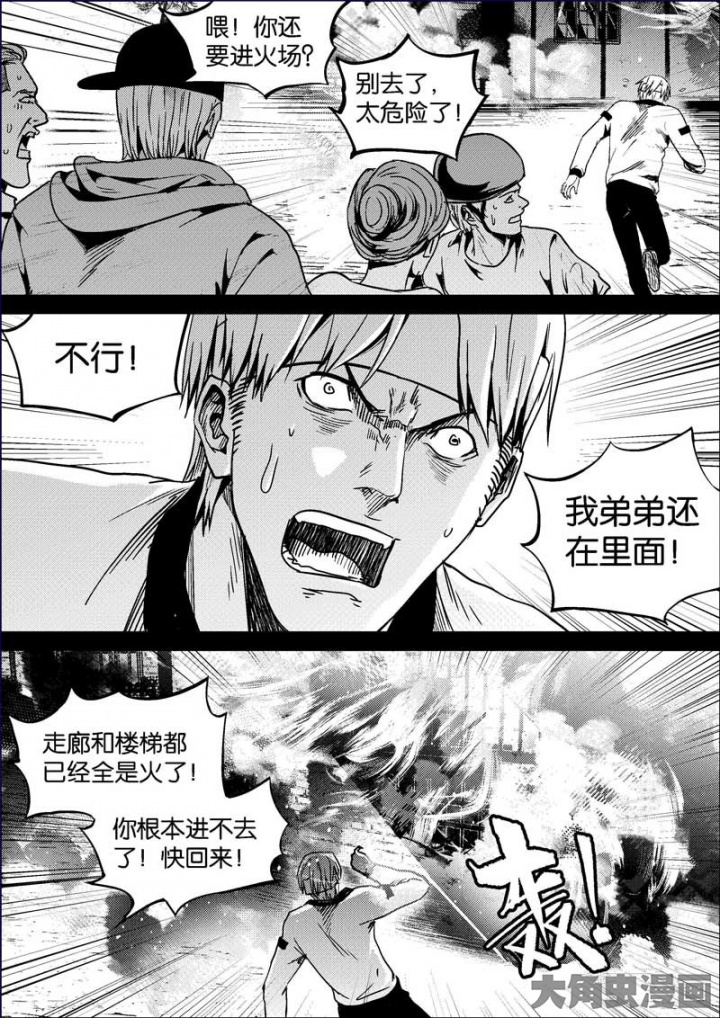 喂！你还
要进火场？
别去了，
太危险了！
不行！
我弟弟还
在里面！
走廊和楼梯都
已经全是火了！
你根本进不去
了！快回来！
轰！
大角虫漫画